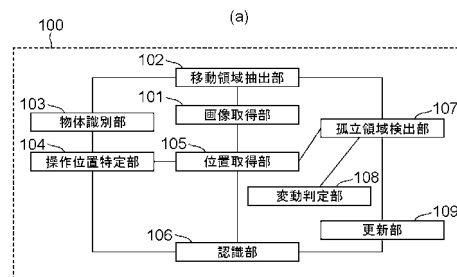 (a)
100
102
移動領域抽出部
101
画像取得部
103
物体識別部
107
孤立領域検出部
104
操作位置特定部
105
位置取得部
108
変動判定部
109
更新部
106
認識部